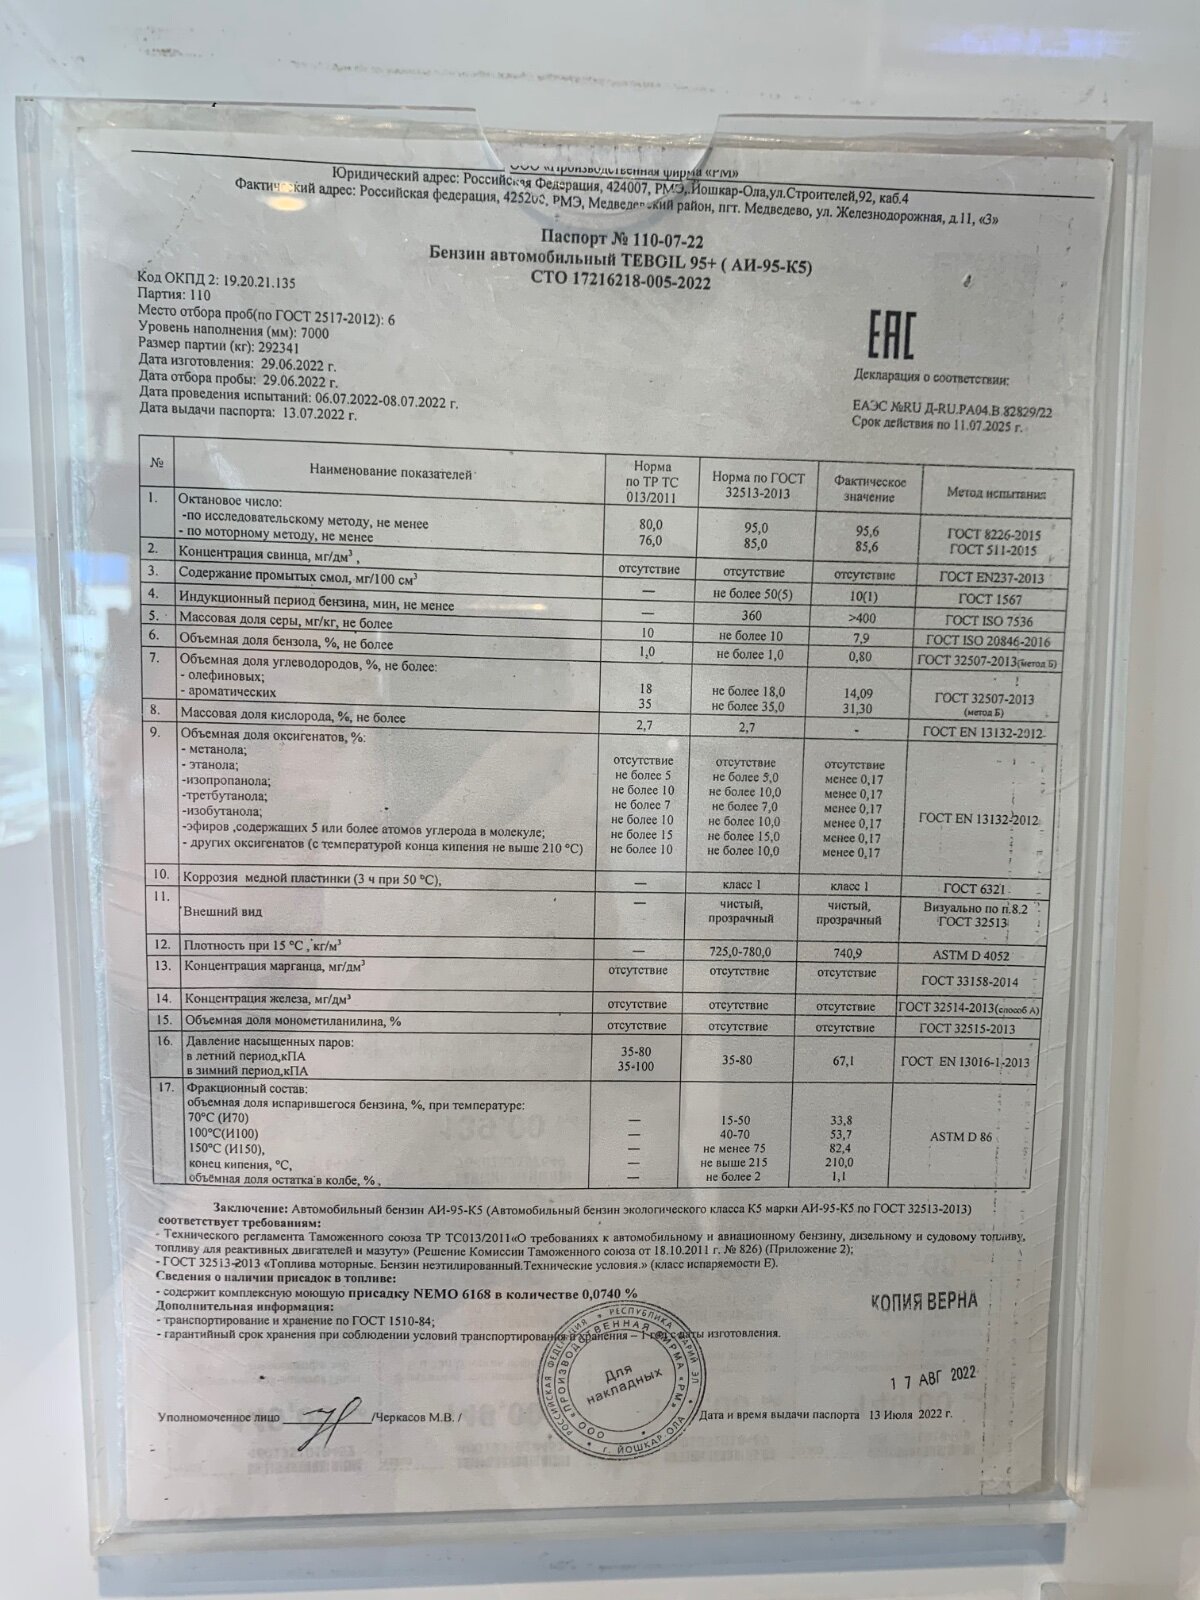 ООО «Производственная фирма «РМ»
Юридический адрес: Российская Федерация, 424007, РМЭ,.Йошкар-Ола,ул.Строителей,92, каб.4
Фактический адрес: Российская федерация, 425200, РМЭ, Медведевский район, пгт. Медведево, ул. Железнодорожная, д.11, «З»
Паспорт № 110-07-22
Бензин автомобильный TEBOIL 95+ ( АИ-95-К5)
СТО 17216218-005-2022
Код ОКПД 2: 19.20.21.135
Партия: 110
Место отбора проб(по ГОСТ 2517-2012): 6
Уровень наполнения (мм): 7000
Размер партии (кг): 292341
Дата изготовления: 29.06.2022 г.
Дата отбора пробы: 29.06.2022 г.
Дата проведения испытаний: 06.07.2022-08.07.2022 г.
Дата выдачи паспорта: 13.07.2022 г.
ЕАС
Декларация о соответствии:
ЕАЭС №RU Д-RU.РА04.В.82829/22
Срок действия по 11.07.2025 г.
№ Наименование показателей Норма по ТР ТС 013/2011 Норма по ГОСТ 32513-2013 Фактическое значение Метод испытания
1. Октановое число:
-по исследовательскому методу, не менее 80,0 95,0 95,6 ГОСТ 8226-2015
- по моторному методу, не менее 76,0 85,0 85,6 ГОСТ 511-2015
2. Концентрация свинца, мг/дм³ , отсутствие отсутствие отсутствие ГОСТ EN237-2013
3. Содержание промытых смол, мг/100 см³ — не более 50(5) 10(1) ГОСТ 1567
4. Индукционный период бензина, мин, не менее — 360 >400 ГОСТ ISO 7536
5. Массовая доля серы, мг/кг, не более 10 не более 10 7,9 ГОСТ ISO 20846-2016
6. Объемная доля бензола, %, не более 1,0 не более 1,0 0,80 ГОСТ 32507-2013(метод Б)
7. Объемная доля углеводородов, %, не более:
- олефиновых; 18 не более 18,0 14,09 ГОСТ 32507-2013
- ароматических 35 не более 35,0 31,30 (метод Б)
8. Массовая доля кислорода, %, не более 2,7 2,7 - ГОСТ EN 13132-2012
9. Объемная доля оксигенатов, %:
- метанола; отсутствие отсутствие отсутствие
- этанола; не более 5 не более 5,0 менее 0,17
-изопропанола; не более 10 не более 10,0 менее 0,17
-третбутанола; не более 7 не более 7,0 менее 0,17
-изобутанола; не более 10 не более 10,0 менее 0,17 ГОСТ EN 13132-2012
-эфиров ,содержащих 5 или более атомов углерода в молекуле; не более 15 не более 15,0 менее 0,17
- других оксигенатов (с температурой конца кипения не выше 210 °С) не более 10 не более 10,0 менее 0,17
10. Коррозия медной пластинки (3 ч при 50 °С), — класс 1 класс 1 ГОСТ 6321
11. Внешний вид — чистый, прозрачный чистый, прозрачный Визуально по п.8.2 ГОСТ 32513
12. Плотность при 15 °С , кг/м³ — 725,0-780,0 740,9 ASTM D 4052
13. Концентрация марганца, мг/дм³ отсутствие отсутствие отсутствие ГОСТ 33158-2014
14. Концентрация железа, мг/дм³ отсутствие отсутствие отсутствие ГОСТ 32514-2013(способ А)
15. Объемная доля монометиланилина, % отсутствие отсутствие отсутствие ГОСТ 32515-2013
16. Давление насыщенных паров:
в летний период,кПА 35-80 35-80 67,1 ГОСТ EN 13016-1-2013
в зимний период,кПА 35-100
17. Фракционный состав:
объемная доля испарившегося бензина, %, при температуре:
70°С (И70) — 15-50 33,8
100°С(И100) — 40-70 53,7 ASTM D 86
150°С (И150), — не менее 75 82,4
конец кипения, °С, — не выше 215 210,0
объёмная доля остатка в колбе, % , — не более 2 1,1
Заключение: Автомобильный бензин АИ-95-К5 (Автомобильный бензин экологического класса К5 марки АИ-95-К5 по ГОСТ 32513-2013)
соответствует требованиям:
- Технического регламента Таможенного союза ТР ТС013/2011«О требованиях к автомобильному и авиационному бензину, дизельному и судовому топливу,
топливу для реактивных двигателей и мазуту» (Решение Комиссии Таможенного союза от 18.10.2011 г. № 826) (Приложение 2);
- ГОСТ 32513-2013 «Топлива моторные. Бензин неэтилированный.Технические условия.» (класс испаряемости Е).
Сведения о наличии присадок в топливе:
- содержит комплексную моющую присадку NEMO 6168 в количестве 0,0740 %
Дополнительная информация:
- транспортирование и хранение по ГОСТ 1510-84;
- гарантийный срок хранения при соблюдении условий транспортирования и хранения – 1 год с даты изготовления.
КОПИЯ ВЕРНА
17 АВГ 2022
РОССИЙСКАЯ ФЕДЕРАЦИЯ * РЕСПУБЛИКА МАРИЙ ЭЛ * г. ЙОШКАР-ОЛА
ООО «ПРОИЗВОДСТВЕННАЯ ФИРМА «РМ»
Для
накладных
Уполномоченное лицо /Черкасов М.В. /
Дата и время выдачи паспорта 13 Июля 2022 г.